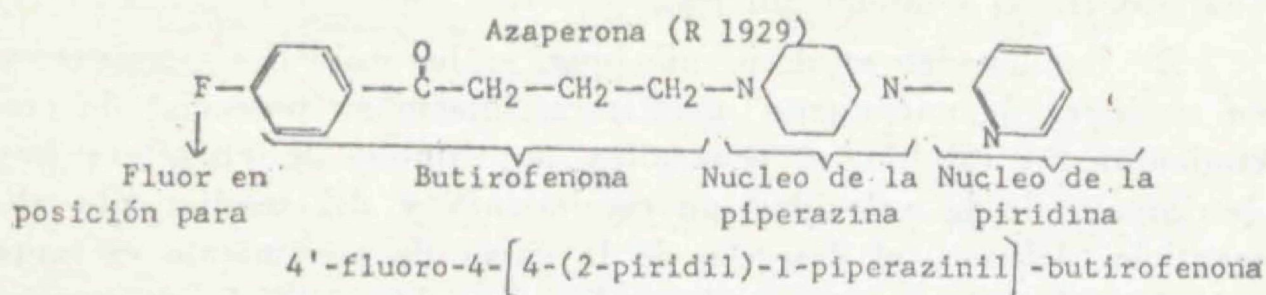 Azaperona (R 1929)
O
F — C—CH2—CH2—CH2—N N— N
Fluor en Butirofenona Nucleo de la Nucleo de la
posición para piperazina piridina
4'-fluoro-4-[4-(2-piridil)-1-piperazinil]-butirofenona